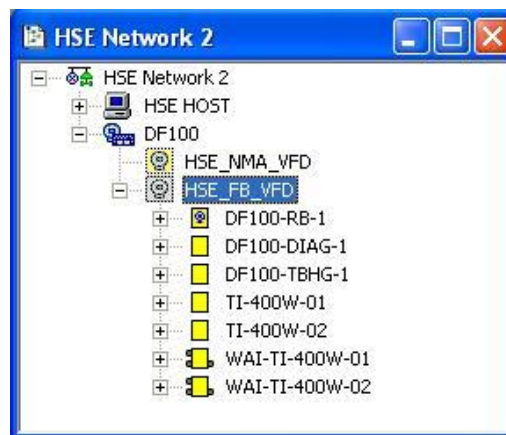 HSE Network 2
HSE Network 2
HSE HOST
DF100
HSE_NMA_VFD
HSE_FB_VFD
DF100-RB-1
DF100-DIAG-1
DF100-TBHG-1
TI-400W-01
TI-400W-02
WAI-TI-400W-01
WAI-TI-400W-02